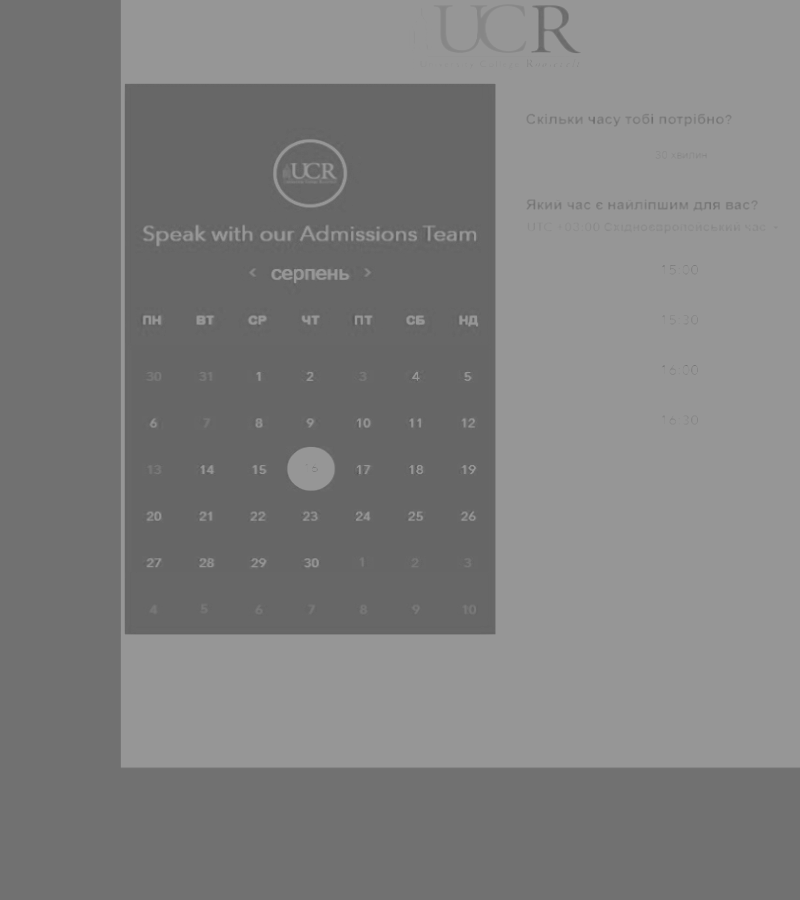 UCR
UCR
Speak with our Admissions Team
< серпень >
ПН ВТ СР ЧТ ПТ СБ НД
30 31 1 2 3 4 5
6 7 8 9 10 11 12
13 14 15 16 17 18 19
20 21 22 23 24 25 26
27 28 29 30 1 2 3
4 5 6 7 8 9 10
Скільки часу тобі потрібно?
30 хвилин
Який час є найліпшим для вас?
UTC +03:00 Східноєвропейський час
15:00
15:30
16:00
16:30